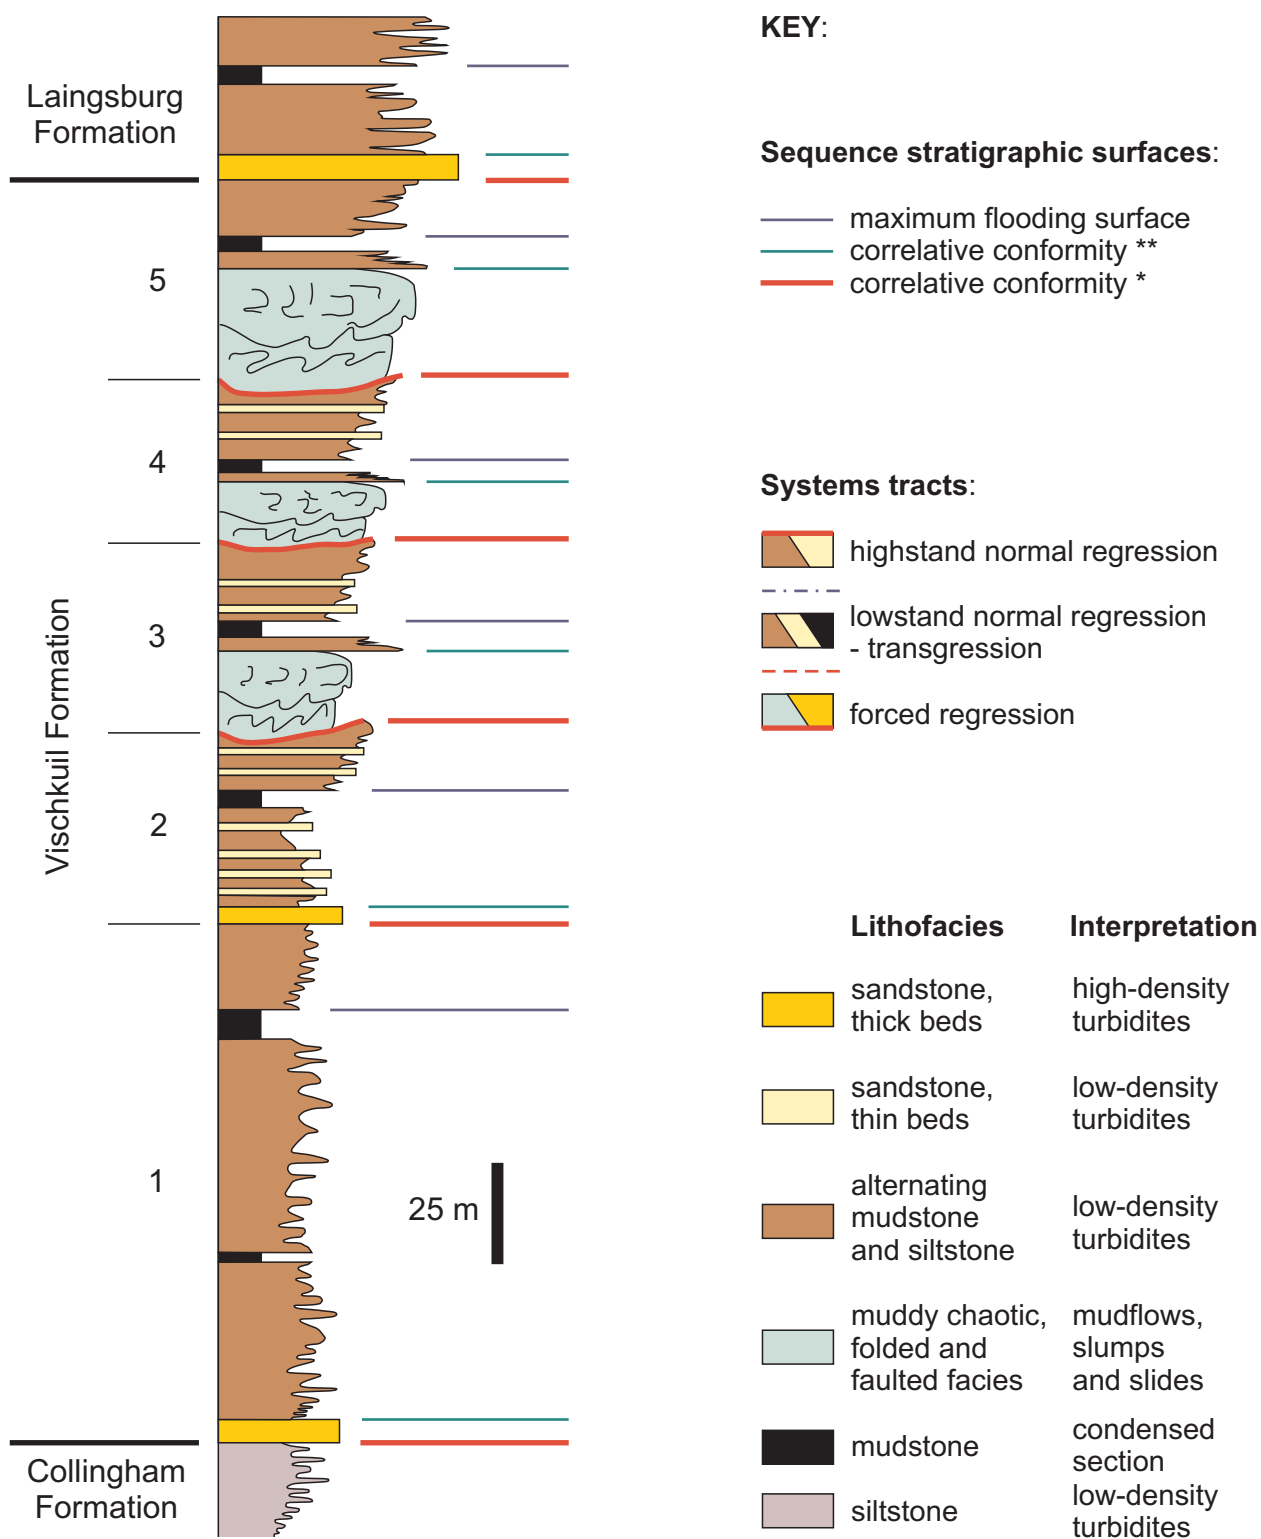 Laingsburg
Formation
5
4
3
2
1
Vischkuil Formation
25 m
Collingham
Formation
KEY:
Sequence stratigraphic surfaces:
maximum flooding surface
correlative conformity **
correlative conformity *
Systems tracts:
highstand normal regression
lowstand normal regression
- transgression
forced regression
Lithofacies Interpretation
sandstone, high-density
thick beds turbidites
sandstone, low-density
thin beds turbidites
alternating
mudstone low-density
and siltstone turbidites
muddy chaotic, mudflows,
folded and slumps
faulted facies and slides
mudstone condensed
section
siltstone low-density
turbidites